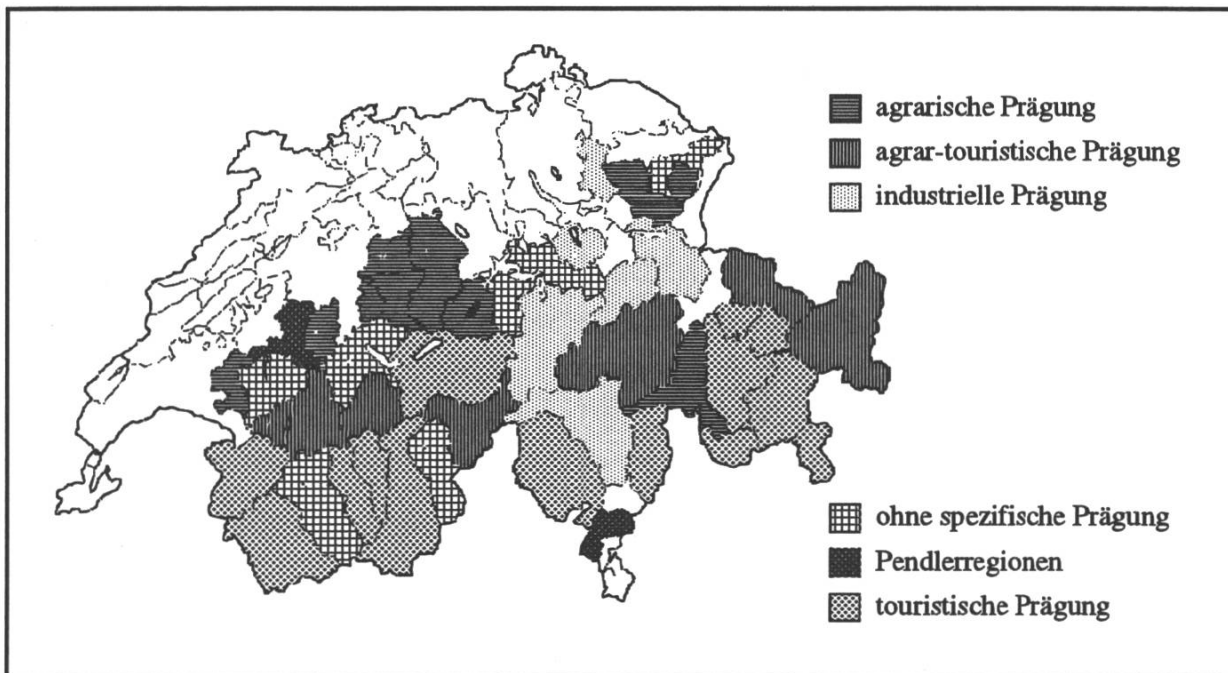 agrarische Prägung
agrar-touristische Prägung
industrielle Prägung
ohne spezifische Prägung
Pendlerregionen
touristische Prägung